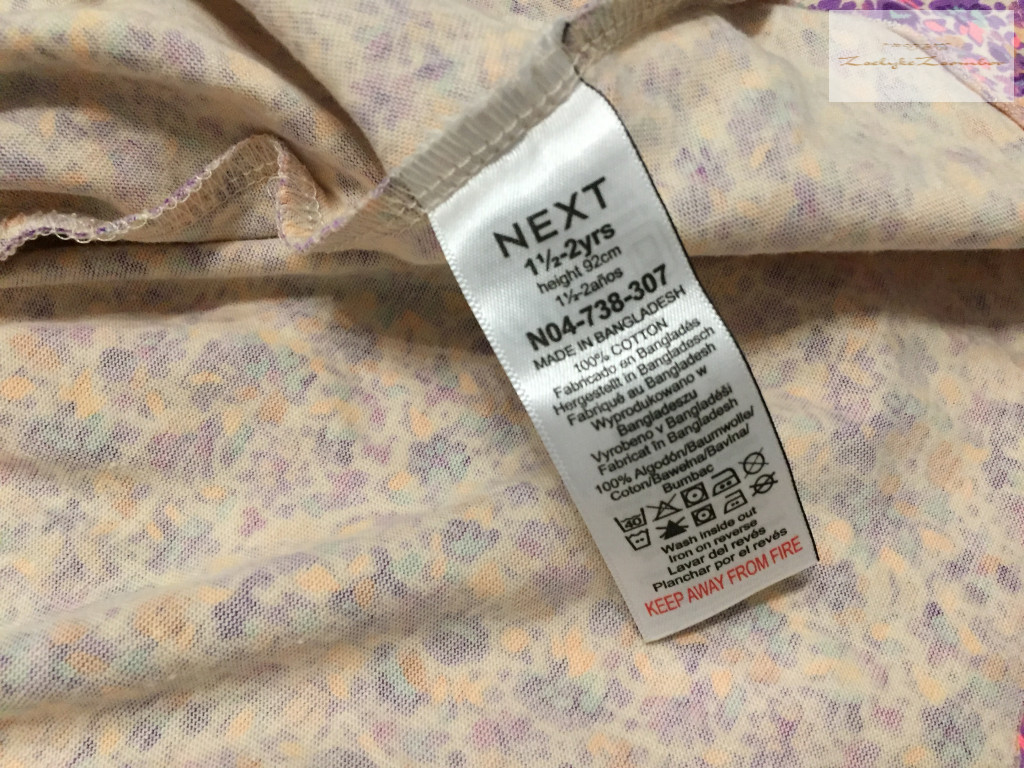 NEXT
1½-2yrs
height 92cm
1½-2años
N04-738-307
MADE IN BANGLADESH
100% COTTON
Fabricado en Bangladés
Hergestellt in Bangladesch
Fabriqué au Bangladesh
Wyprodukowano w
Bangladeszu
Vyrobeno v Bangladéši
Fabricat în Bangladesh
100% Algodón/Baumwolle/
Coton/Bawełna/Bavlna/
Bumbac
40
Wash inside out
Iron on reverse
Lavar del revés
Planchar por el revés
KEEP AWAY FROM FIRE